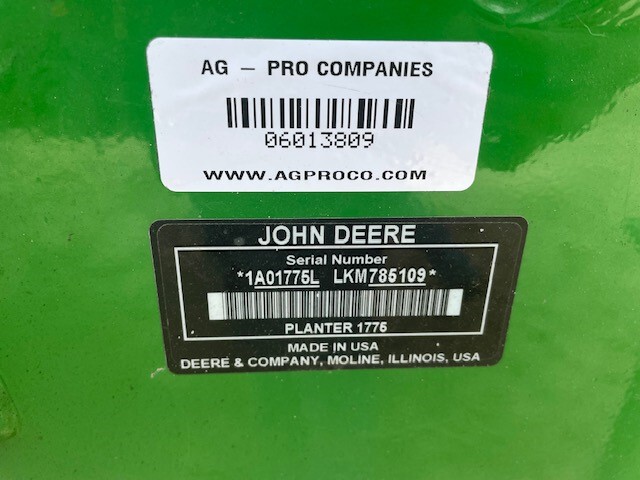 AG – PRO COMPANIES
06013809
WWW.AGPROCO.COM
JOHN DEERE
Serial Number
*1A01775L LKM785109*
PLANTER 1775
MADE IN USA
DEERE & COMPANY, MOLINE, ILLINOIS, USA